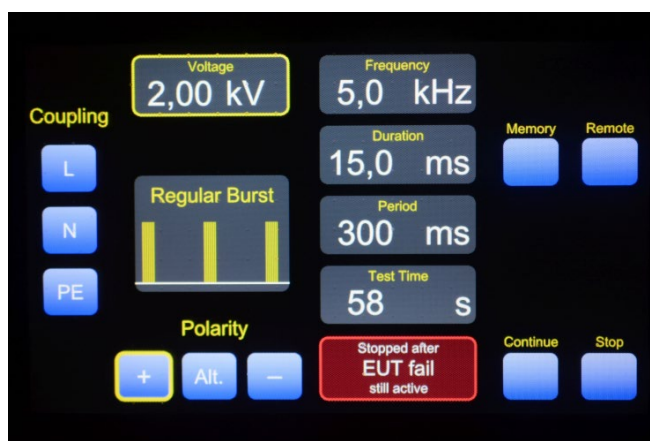 Voltage
2,00 kV
Frequency
5,0 kHz
Coupling
L
N
PE
Regular Burst
Duration
15,0 ms
Period
300 ms
Test Time
58 s
Memory
Remote
Polarity
+
Alt.
−
Stopped after
EUT fail
still active
Continue
Stop